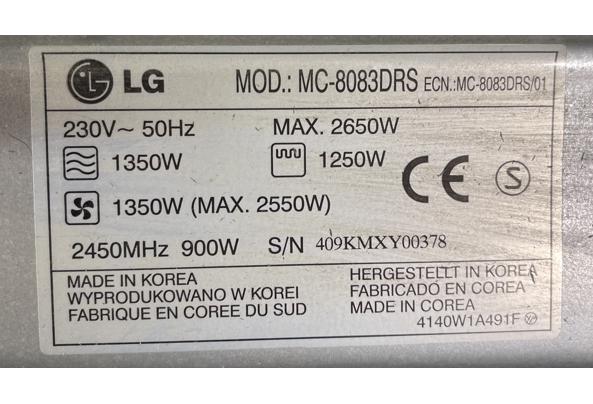 LG MOD.: MC-8083DRS ECN.:MC-8083DRS/01
230V~ 50Hz MAX. 2650W
1350W 1250W
CE S
1350W (MAX. 2550W)
2450MHz 900W S/N 409KMXY00378
MADE IN KOREA
WYPRODUKOWANO W KOREI
FABRIQUE EN COREE DU SUD
HERGESTELLT IN KOREA
FABRICADO EN COREA
MADE IN COREA
4140W1A491F